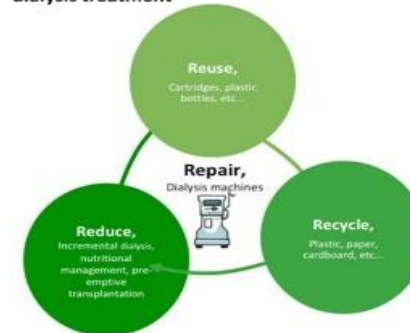 dialysis treatment
Reuse,
Cartridges, plastic
bottles, etc...
Repair,
Dialysis machines
Reduce,
Incremental dialysis,
nutritional
management, pre-
emptive
transplantation
Recycle,
Plastic, paper,
cardboard, etc...